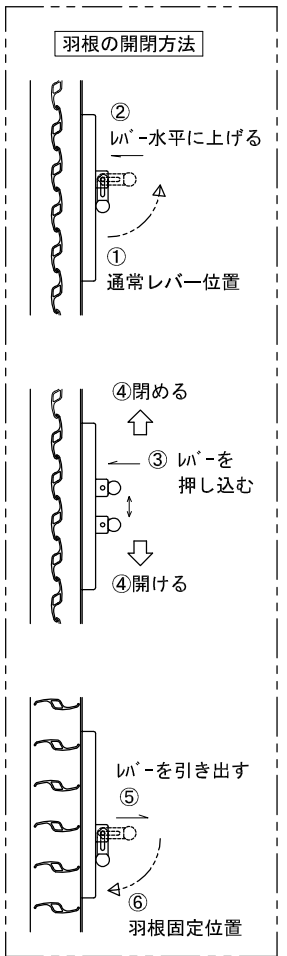 羽根の開閉方法
②
ﾚﾊﾞｰ水平に上げる
①
通常レバー位置
④閉める
③ ﾚﾊﾞｰを
押し込む
④開ける
ﾚﾊﾞｰを引き出す
⑤
⑥
羽根固定位置